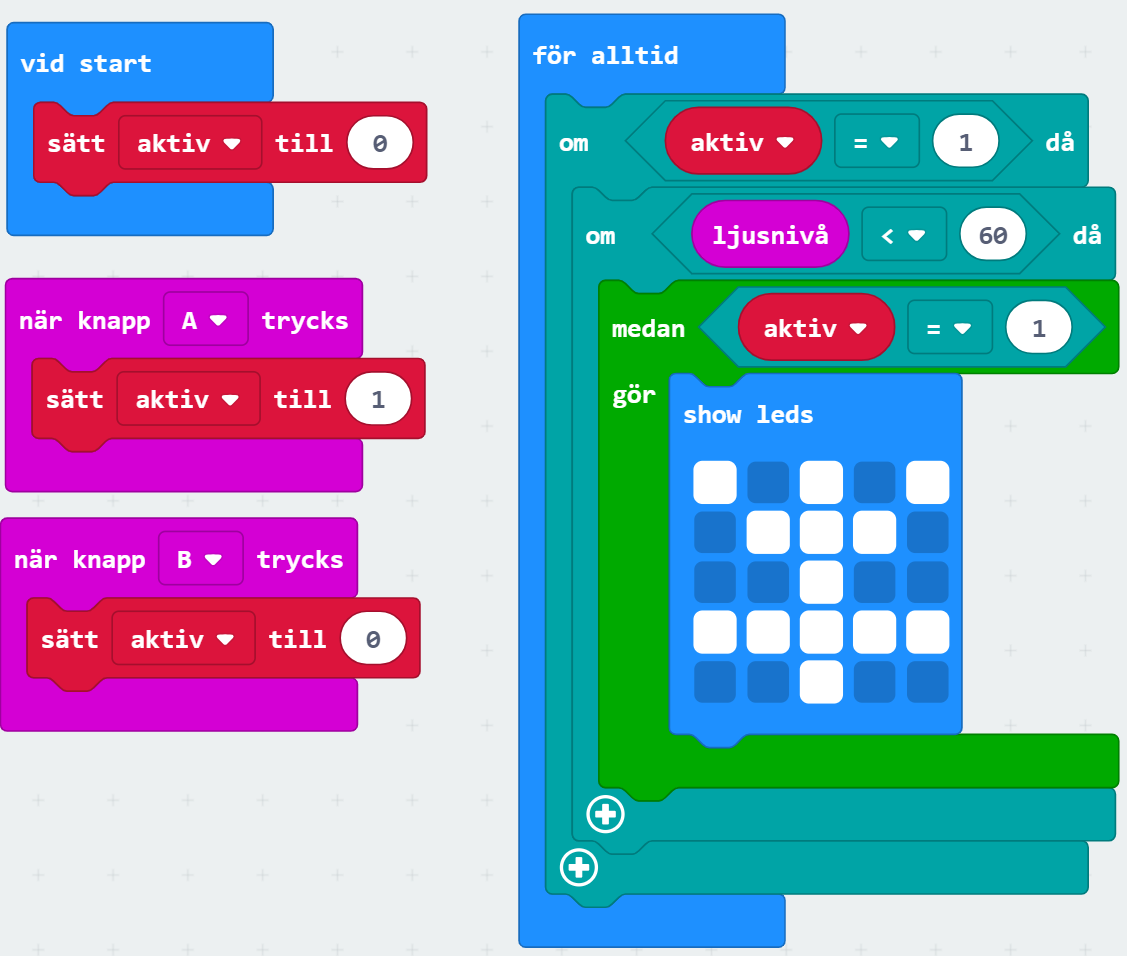 vid start
sätt aktiv till 0
när knapp A trycks
sätt aktiv till 1
när knapp B trycks
sätt aktiv till 0
för alltid
om aktiv = 1 då
om ljusnivå < 60 då
medan aktiv = 1
gör
show leds